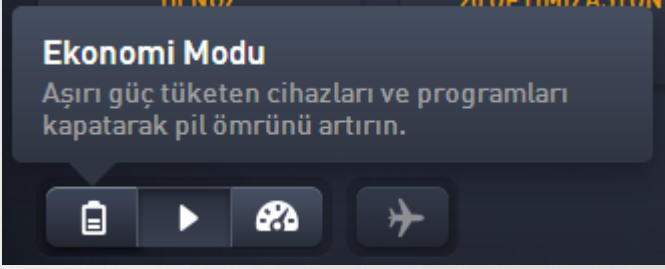 Ekonomi Modu
Aşırı güç tüketen cihazları ve programları
kapatarak pil ömrünü artırın.